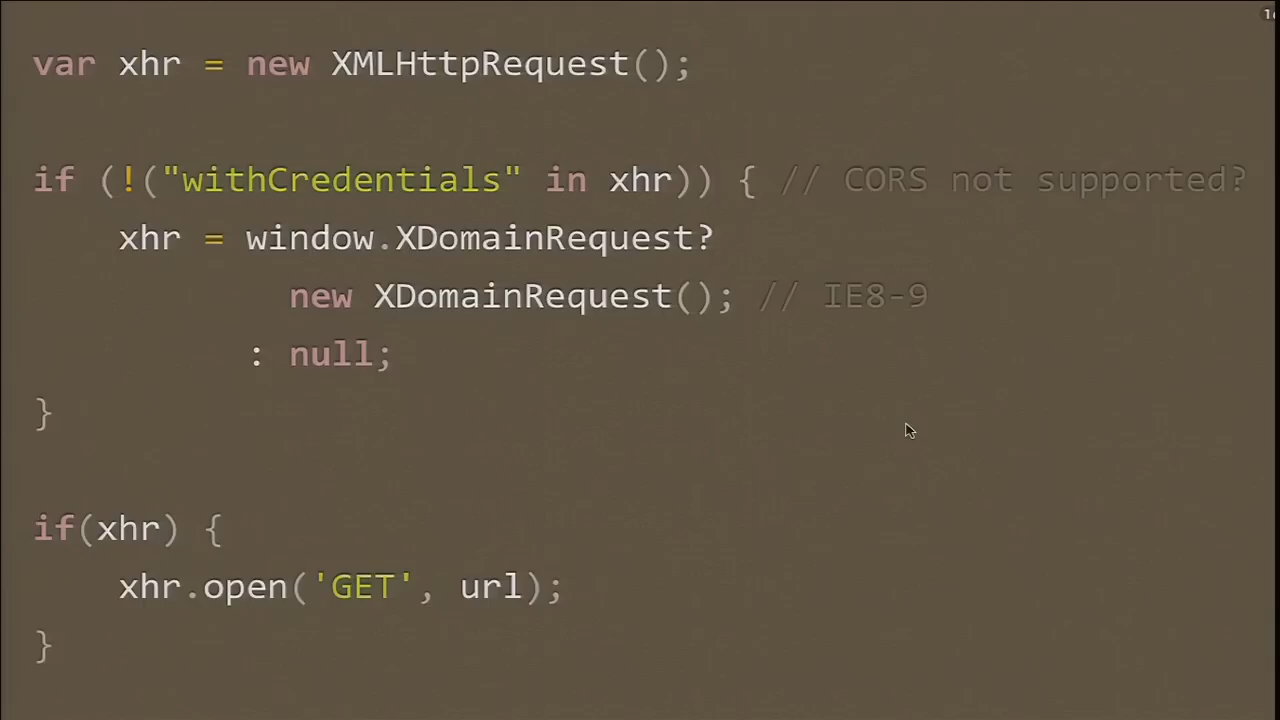 var xhr = new XMLHttpRequest();
if (!("withCredentials" in xhr)) { // CORS not supported?
xhr = window.XDomainRequest?
new XDomainRequest(); // IE8-9
: null;
}
if(xhr) {
xhr.open('GET', url);
}